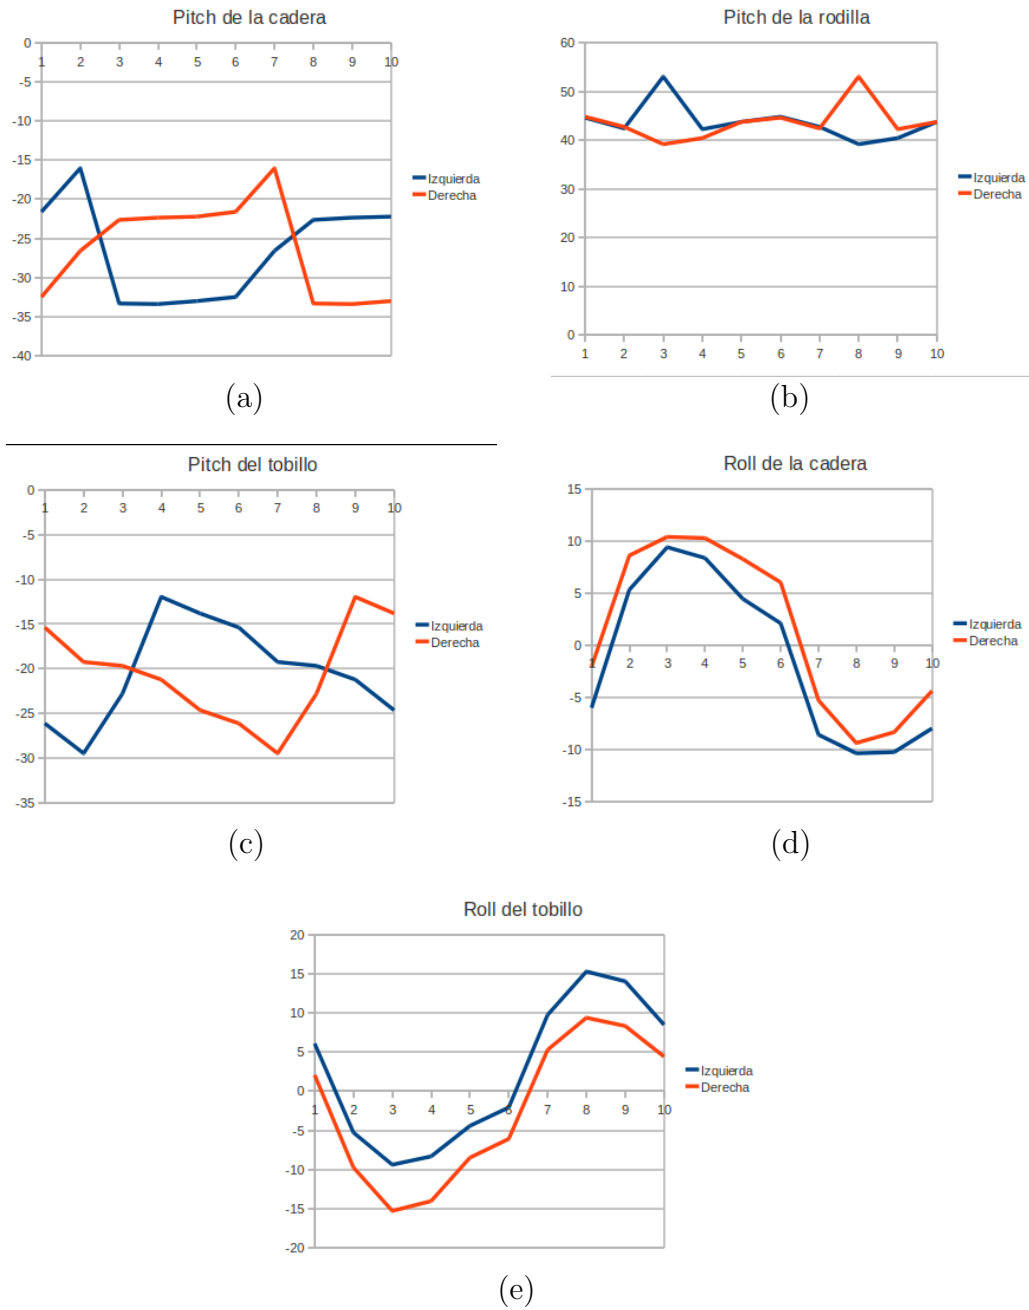 Pitch de la cadera
0
1 2 3 4 5 6 7 8 9 10
-5
-10
-15
-20
-25
-30
-35
-40
Izquierda
Derecha
(a)
Pitch de la rodilla
60
50
40
30
20
10
0
1 2 3 4 5 6 7 8 9 10
Izquierda
Derecha
(b)
Pitch del tobillo
0
1 2 3 4 5 6 7 8 9 10
-5
-10
-15
-20
-25
-30
-35
Izquierda
Derecha
(c)
Roll de la cadera
15
10
5
0
1 2 3 4 5 6 7 8 9 10
-5
-10
-15
Izquierda
Derecha
(d)
Roll del tobillo
20
15
10
5
0
1 2 3 4 5 6 7 8 9 10
-5
-10
-15
-20
Izquierda
Derecha
(e)